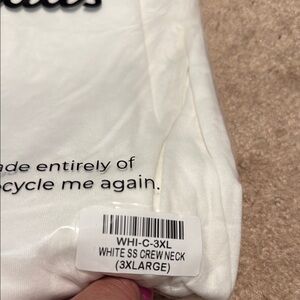 ade entirely of
ecycle me again.
WHI-C-3XL
WHITE SS CREW NECK
(3XLARGE)